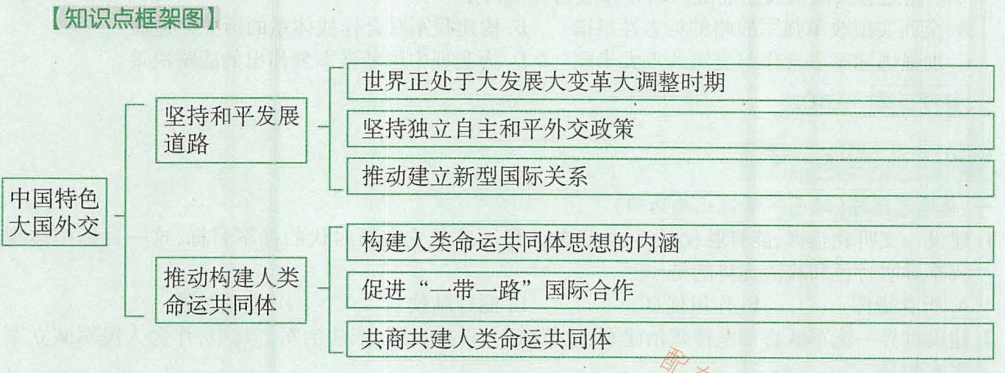 【知识点框架图】
世界正处于大发展大变革大调整时期
坚持和平发展
道路
坚持独立自主和平外交政策
推动建立新型国际关系
中国特色
大国外交
构建人类命运共同体思想的内涵
推动构建人类
命运共同体
促进“一带一路”国际合作
共商共建人类命运共同体